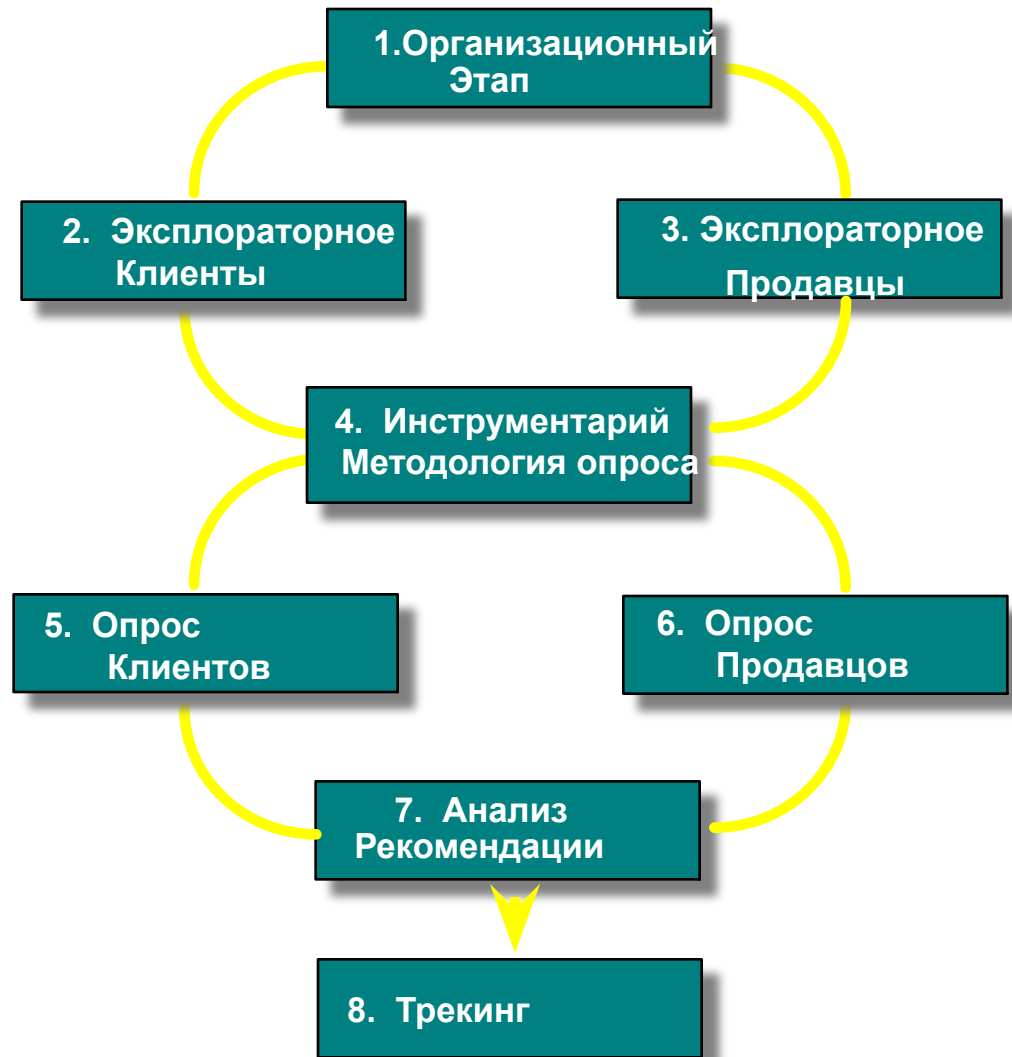 1.Организационный
Этап
2. Эксплораторное
Клиенты
3. Эксплораторное
Продавцы
4. Инструментарий
Методология опроса
5. Опрос
Клиентов
6. Опрос
Продавцов
7. Анализ
Рекомендации
8. Трекинг